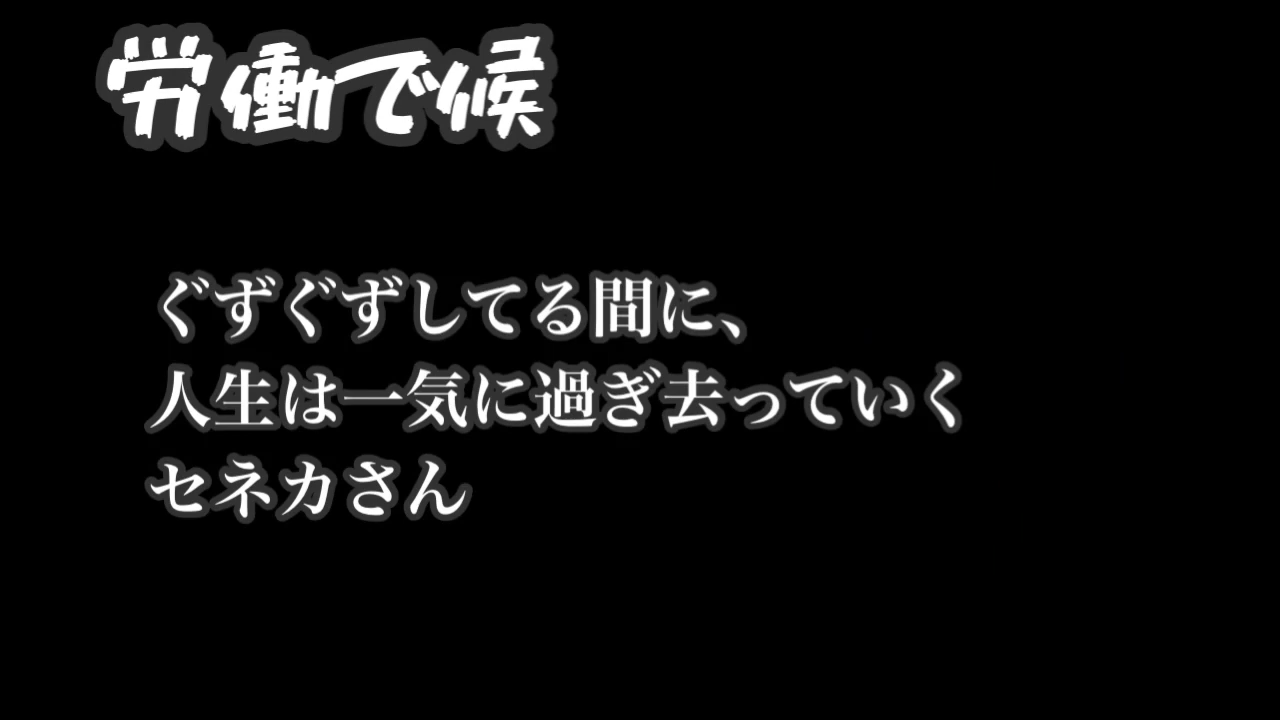 労働で候
ぐずぐずしてる間に、
人生は一気に過ぎ去っていく
セネカさん